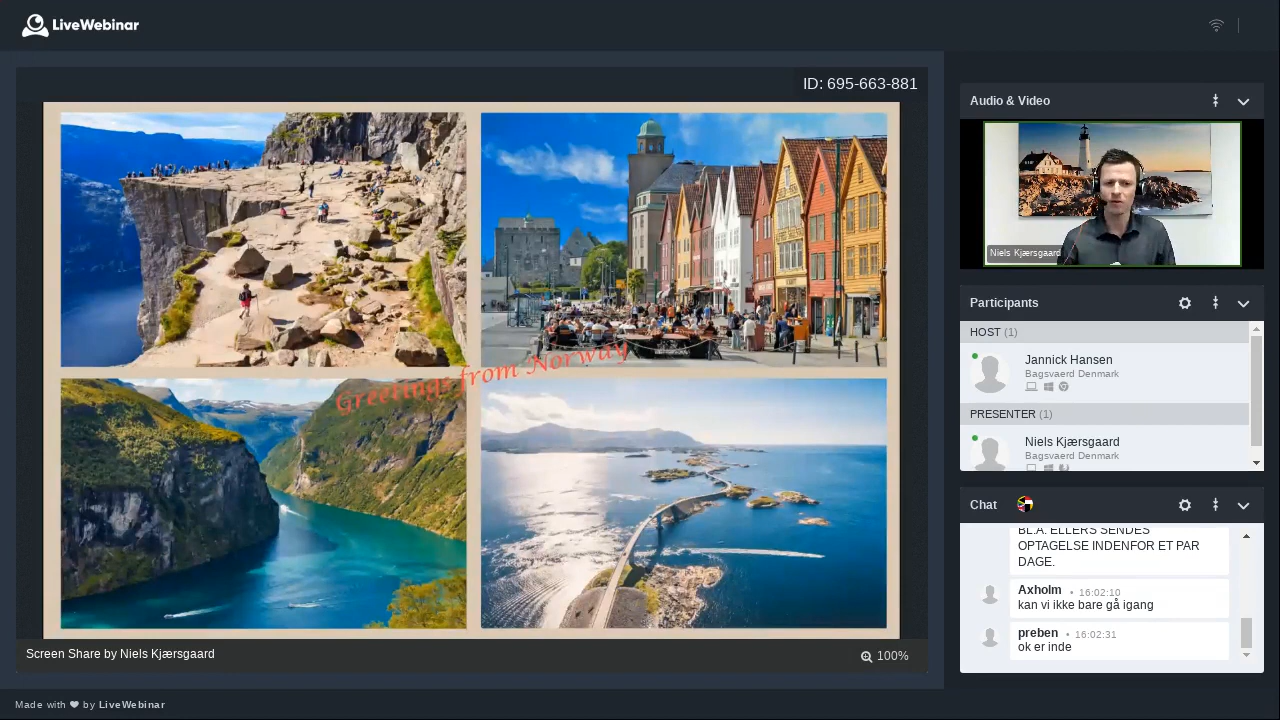 LiveWebinar
ID: 695-663-881
Greetings from Norway
Screen Share by Niels Kjærsgaard
100%
Audio & Video
Niels Kjærsgaard
Participants
HOST (1)
Jannick Hansen
Bagsvaerd Denmark
PRESENTER (1)
Niels Kjærsgaard
Bagsvaerd Denmark
Chat
BL.A. ELLERS SENDES
OPTAGELSE INDENFOR ET PAR
DAGE.
Axholm • 16:02:10
kan vi ikke bare gå igang
preben • 16:02:31
ok er inde
Made with ❤ by LiveWebinar